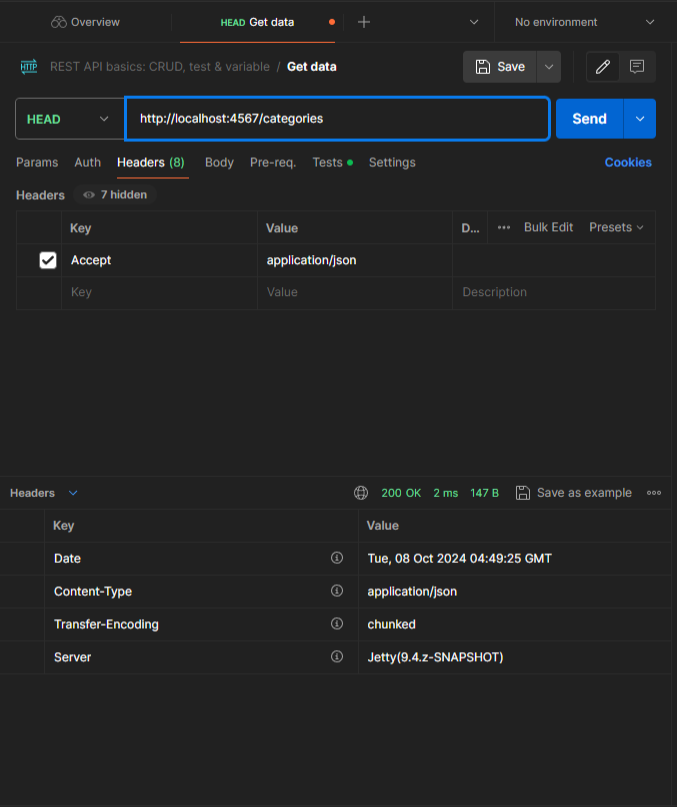 Overview HEAD Get data No environment
HTTP REST API basics: CRUD, test & variable / Get data Save
HEAD http://localhost:4567/categories Send
Params Auth Headers (8) Body Pre-req. Tests Settings Cookies
Headers 7 hidden
Key Value D... Bulk Edit Presets
Accept application/json
Key Value Description
Headers 200 OK 2 ms 147 B Save as example
Key Value
Date Tue, 08 Oct 2024 04:49:25 GMT
Content-Type application/json
Transfer-Encoding chunked
Server Jetty(9.4.z-SNAPSHOT)